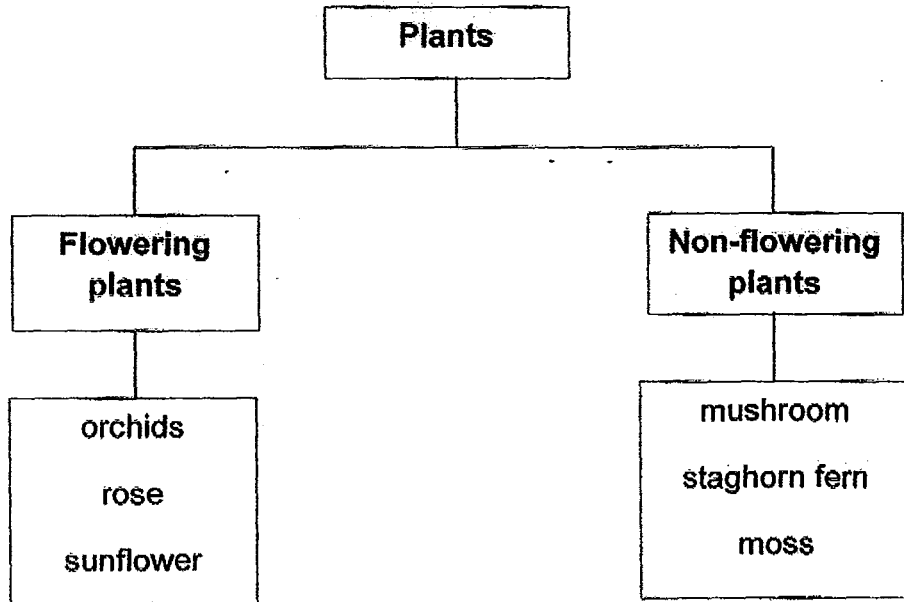 Plants
Flowering
plants
Non-flowering
plants
orchids
rose
sunflower
mushroom
staghorn fern
moss